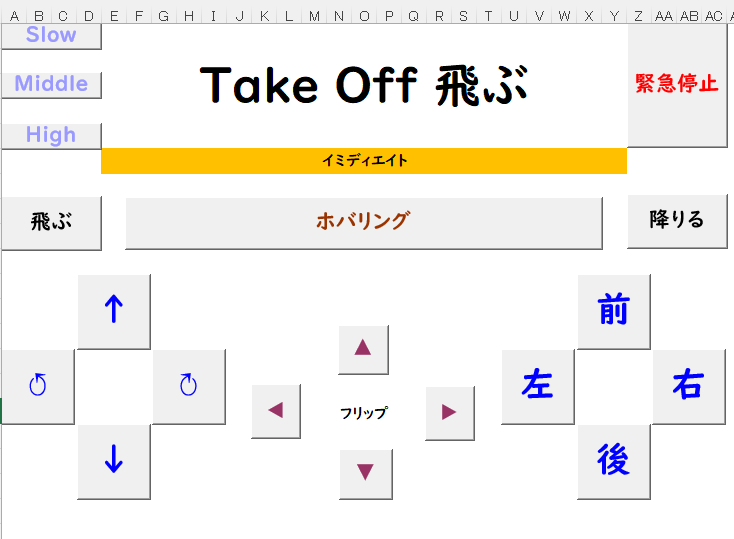 A B C D E F G H I J K L M N O P Q R S T U V W X Y Z AA AB AC
Slow
Middle
High
Take Off 飛ぶ
緊急停止
イミディエイト
飛ぶ
ホバリング
降りる
↑
↺
↻
↓
▲
◀
フリップ
▶
▼
前
左
右
後